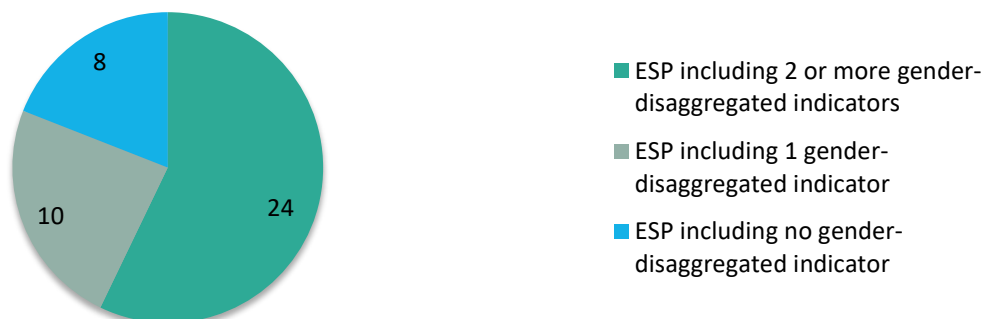 8
10
24
ESP including 2 or more gender-
disaggregated indicators
ESP including 1 gender-
disaggregated indicator
ESP including no gender-
disaggregated indicator